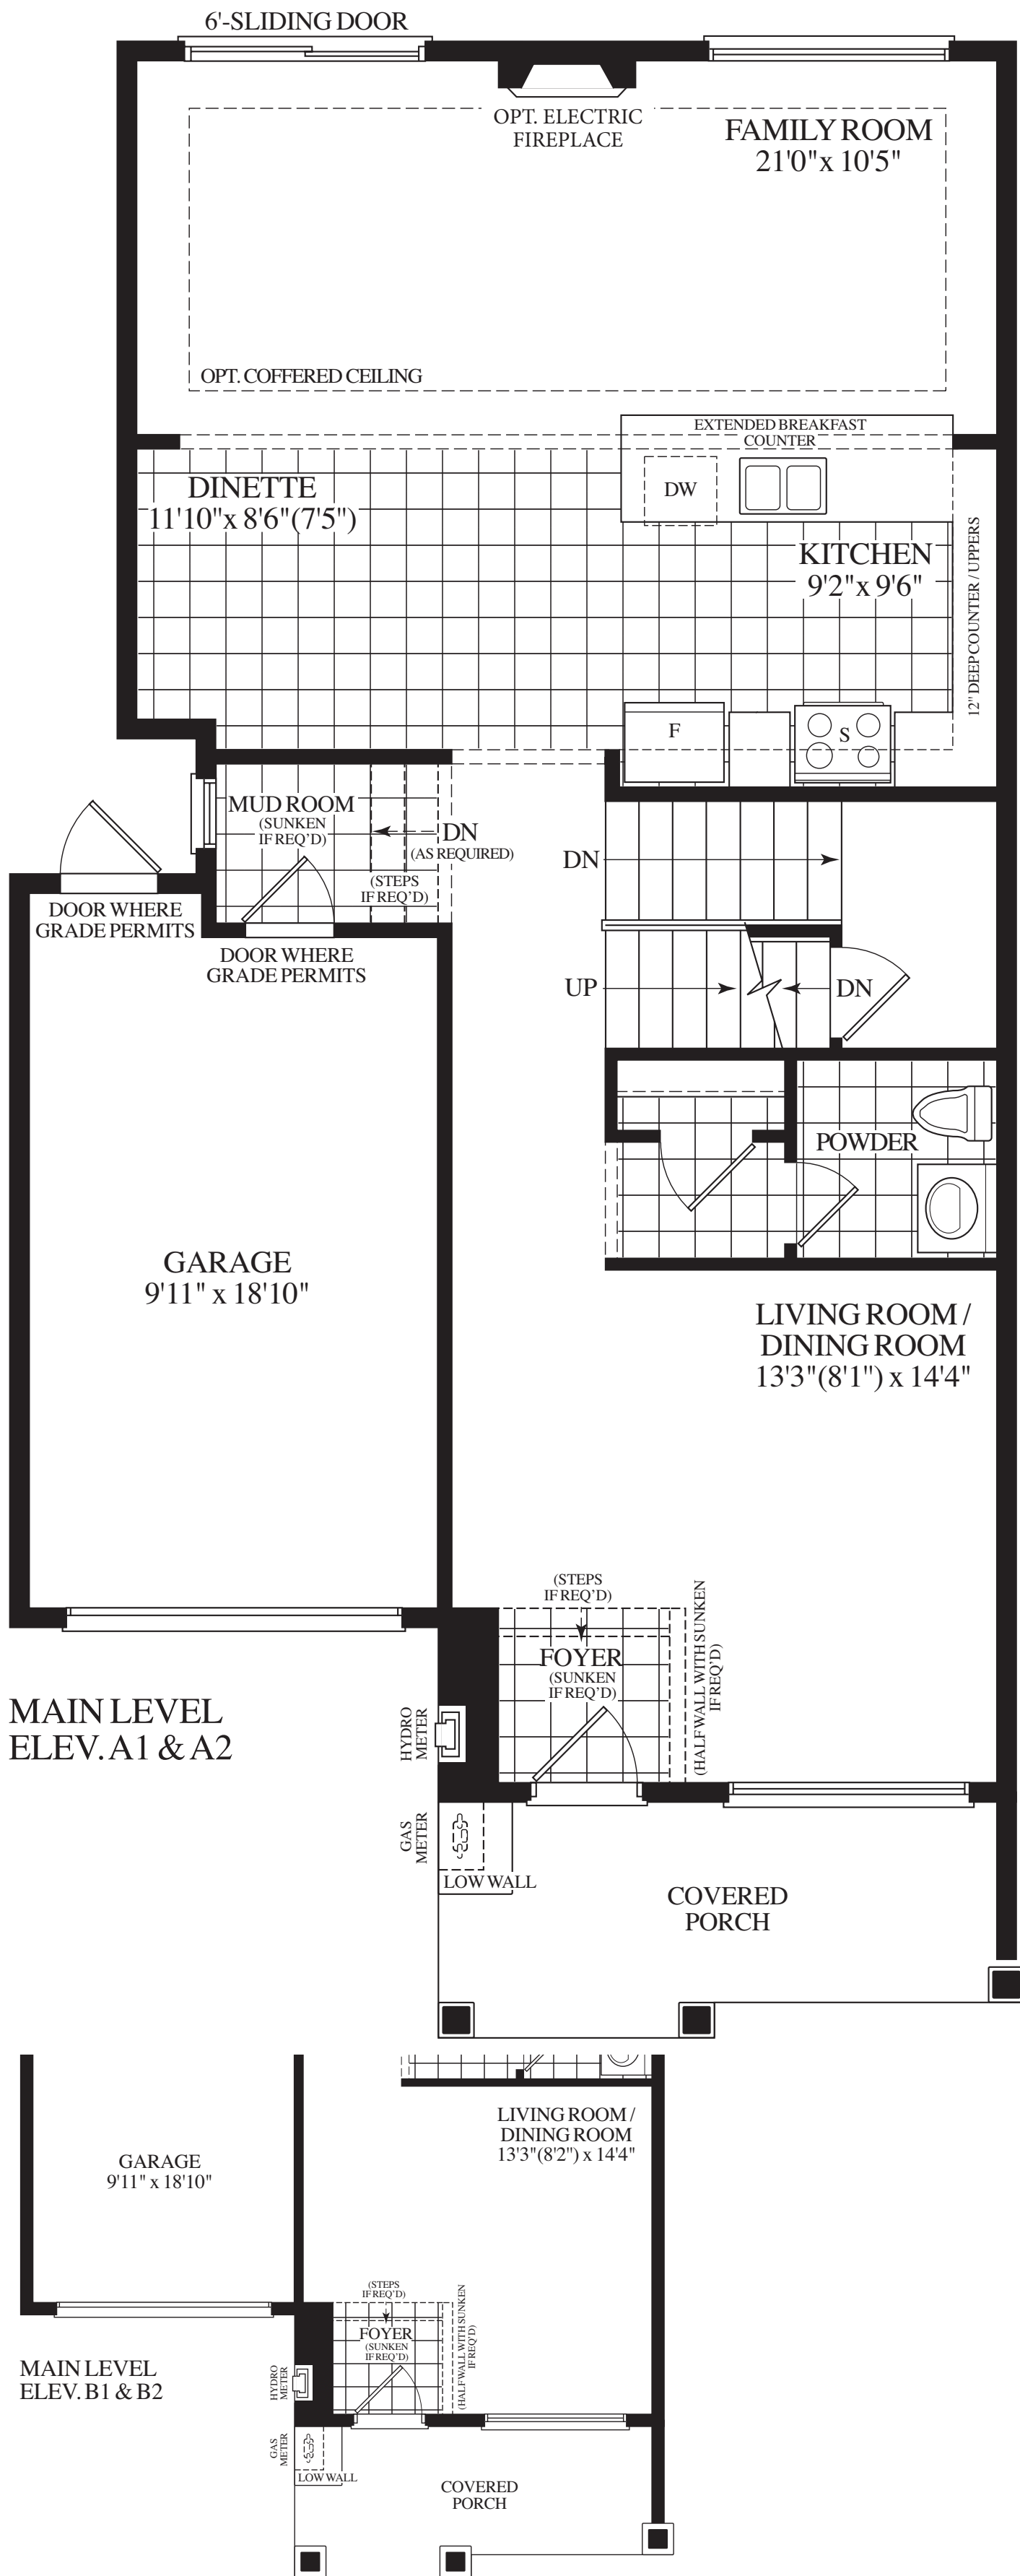 6'-SLIDING DOOR
OPT. ELECTRIC
FIREPLACE
FAMILY ROOM
21'0"x 10'5"
OPT. COFFERED CEILING
EXTENDED BREAKFAST
COUNTER
DW
DINETTE
11'10"x 8'6"(7'5")
KITCHEN
9'2"x 9'6"
12" DEEP COUNTER / UPPERS
F
S
MUD ROOM
(SUNKEN
IF REQ'D)
DN
(AS REQUIRED)
(STEPS
IF REQ'D)
DN
DOOR WHERE
GRADE PERMITS
DOOR WHERE
GRADE PERMITS
UP
DN
POWDER
GARAGE
9'11" x 18'10"
LIVING ROOM /
DINING ROOM
13'3"(8'1") x 14'4"
(STEPS
IF REQ'D)
FOYER
(SUNKEN
IF REQ'D)
(HALF WALL WITH SUNKEN
IF REQ'D)
MAIN LEVEL
ELEV. A1 & A2
HYDRO
METER
GAS
METER
LOW WALL
COVERED
PORCH
LIVING ROOM /
DINING ROOM
13'3"(8'2") x 14'4"
GARAGE
9'11" x 18'10"
(STEPS
IF REQ'D)
FOYER
(SUNKEN
IF REQ'D)
(HALF WALL WITH SUNKEN
IF REQ'D)
MAIN LEVEL
ELEV. B1 & B2
HYDRO
METER
GAS
METER
LOW WALL
COVERED
PORCH